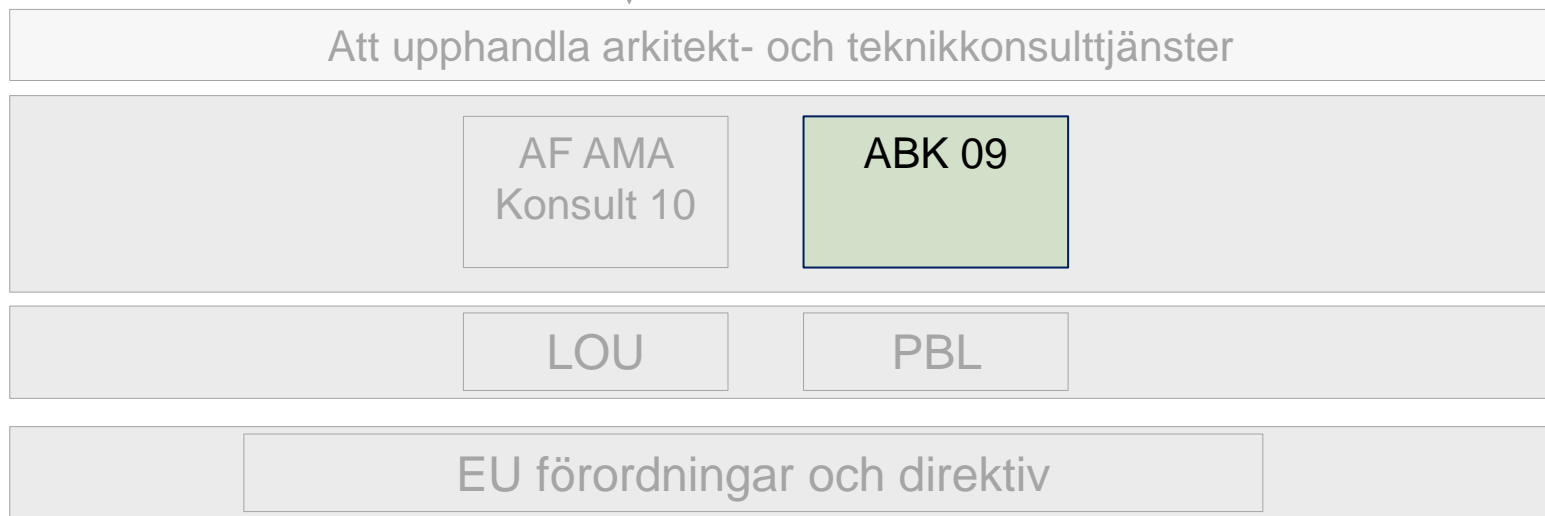 Att upphandla arkitekt- och teknikkonsulttjänster
AF AMA
Konsult 10
ABK 09
LOU
PBL
EU förordningar och direktiv